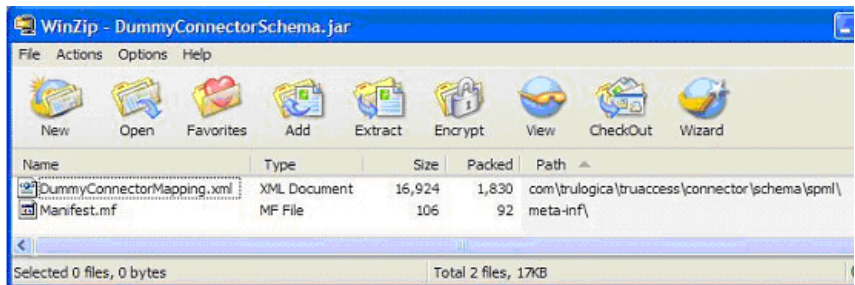 WinZip - DummyConnectorSchema.jar
File Actions Options Help
New Open Favorites Add Extract Encrypt View CheckOut Wizard
Name Type Size Packed Path
DummyConnectorMapping.xml XML Document 16,924 1,830 com\trulogica\truaccess\connector\schema\spml\
Manifest.mf MF File 106 92 meta-inf\
Selected 0 files, 0 bytes Total 2 files, 17KB